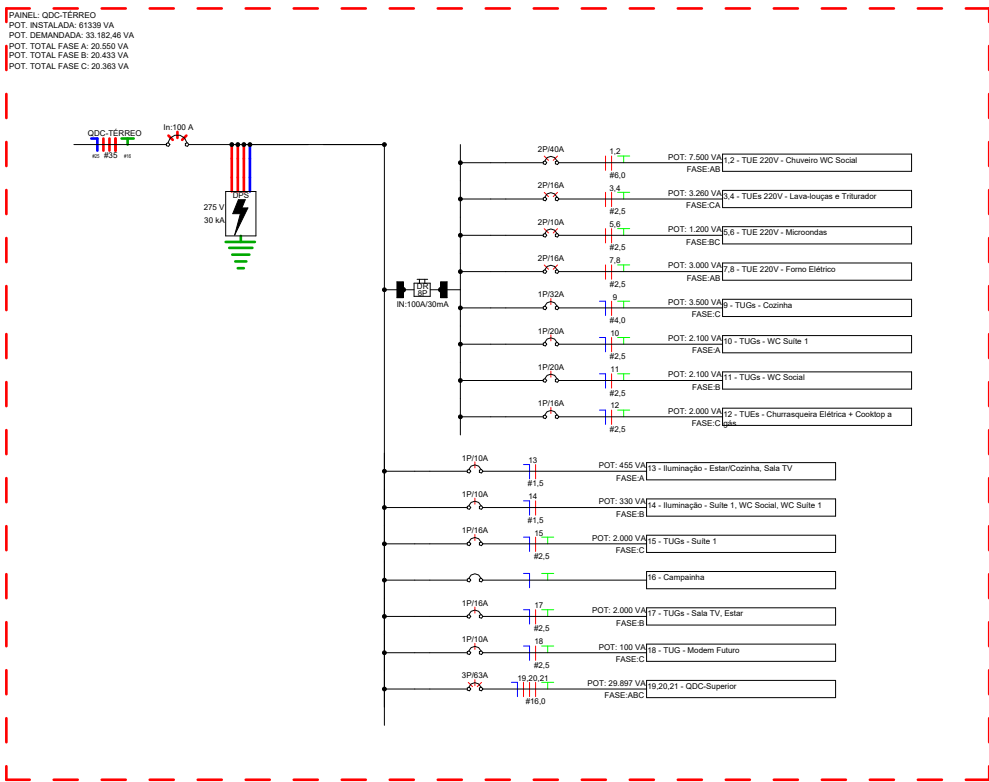 PAINEL: QDC-TÉRREO
POT. INSTALADA: 61339 VA
POT. DEMANDADA: 33.182,46 VA
POT. TOTAL FASE A: 20.550 VA
POT. TOTAL FASE B: 20.433 VA
POT. TOTAL FASE C: 20.363 VA
In:100 A
QDC-TÉRREO
#35
DPS
275 V
30 kA
DR
8P
IN:100A/30mA
2P/40A 1,2 POT: 7.500 VA 1,2 - TUE 220V - Chuveiro WC Social
#6,0 FASE:AB
2P/16A 3,4 POT: 3.260 VA 3,4 - TUEs 220V - Lava-louças e Triturador
#2,5 FASE:CA
2P/10A 5,6 POT: 1.200 VA 5,6 - TUE 220V - Microondas
#2,5 FASE:BC
2P/16A 7,8 POT: 3.000 VA 7,8 - TUE 220V - Forno Elétrico
#2,5 FASE:AB
1P/32A 9 POT: 3.500 VA 9 - TUGs - Cozinha
#4,0 FASE:C
1P/20A 10 POT: 2.100 VA 10 - TUGs - WC Suíte 1
#2,5 FASE:A
1P/20A 11 POT: 2.100 VA 11 - TUGs - WC Social
#2,5 FASE:B
1P/16A 12 POT: 2.000 VA 12 - TUEs - Churrasqueira Elétrica + Cooktop a
#2,5 FASE:C gás
1P/10A 13 POT: 455 VA 13 - Iluminação - Estar/Cozinha, Sala TV
#1,5 FASE:A
1P/10A 14 POT: 330 VA 14 - Iluminação - Suíte 1, WC Social, WC Suíte 1
#1,5 FASE:B
1P/16A 15 POT: 2.000 VA 15 - TUGs - Suíte 1
#2,5 FASE:C
16 - Campainha
1P/16A 17 POT: 2.000 VA 17 - TUGs - Sala TV, Estar
#2,5 FASE:B
1P/10A 18 POT: 100 VA 18 - TUG - Modem Futuro
#2,5 FASE:C
3P/63A 19,20,21 POT: 29.897 VA 19,20,21 - QDC-Superior
#16,0 FASE:ABC